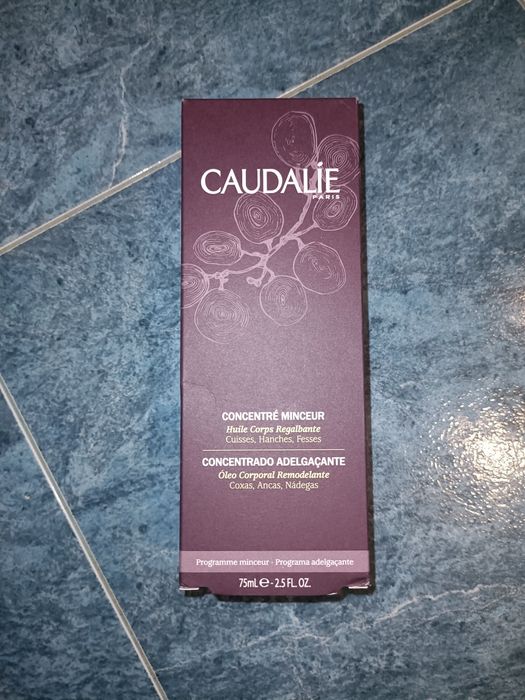 CAUDALÍE
PARIS
CONCENTRÉ MINCEUR
Huile Corps Regalbante
Cuisses, Hanches, Fesses
CONCENTRADO ADELGAÇANTE
Óleo Corporal Remodelante
Coxas, Ancas, Nádegas
Programme minceur - Programa adelgaçante
75mL ℮ - 2.5 FL. OZ.